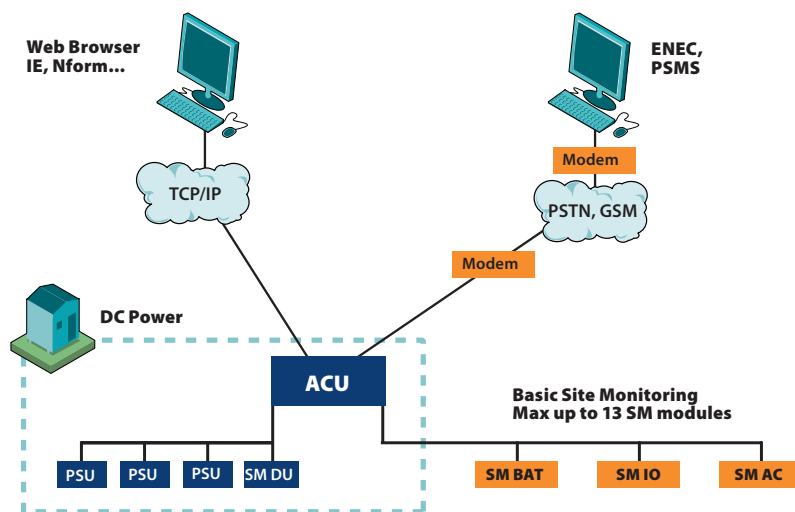 Web Browser
IE, Nform...
ENEC,
PSMS
Modem
TCP/IP
PSTN, GSM
Modem
DC Power
ACU
Basic Site Monitoring
Max up to 13 SM modules
PSU
PSU
PSU
SM DU
SM BAT
SM IO
SM AC